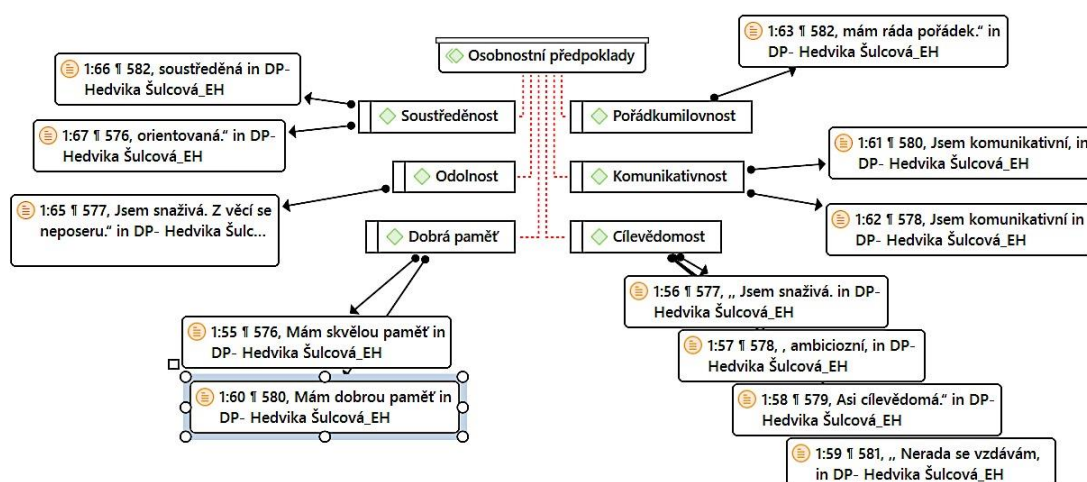 Osobnostní předpoklady
1:63 ¶ 582, mám ráda pořádek.“ in
DP- Hedvika Šulcová_EH
1:66 ¶ 582, soustředěná in DP-
Hedvika Šulcová_EH
Soustředěnost
Pořádkumilovnost
1:67 ¶ 576, orientovaná.“ in DP-
Hedvika Šulcová_EH
1:61 ¶ 580, Jsem komunikativní, in
DP- Hedvika Šulcová_EH
Odolnost
Komunikativnost
1:65 ¶ 577, Jsem snaživá. Z věcí se
neposeru.“ in DP- Hedvika Šulc...
1:62 ¶ 578, Jsem komunikativní in
DP- Hedvika Šulcová_EH
Dobrá paměť
Cílevědomost
1:56 ¶ 577, ,, Jsem snaživá. in DP-
Hedvika Šulcová_EH
1:55 ¶ 576, Mám skvělou paměť in
DP- Hedvika Šulcová_EH
1:57 ¶ 578, , ambiciozní, in DP-
Hedvika Šulcová_EH
1:60 ¶ 580, Mám dobrou paměť in
DP- Hedvika Šulcová_EH
1:58 ¶ 579, Asi cílevědomá.“ in DP-
Hedvika Šulcová_EH
1:59 ¶ 581, ,, Nerada se vzdávám,
in DP- Hedvika Šulcová_EH